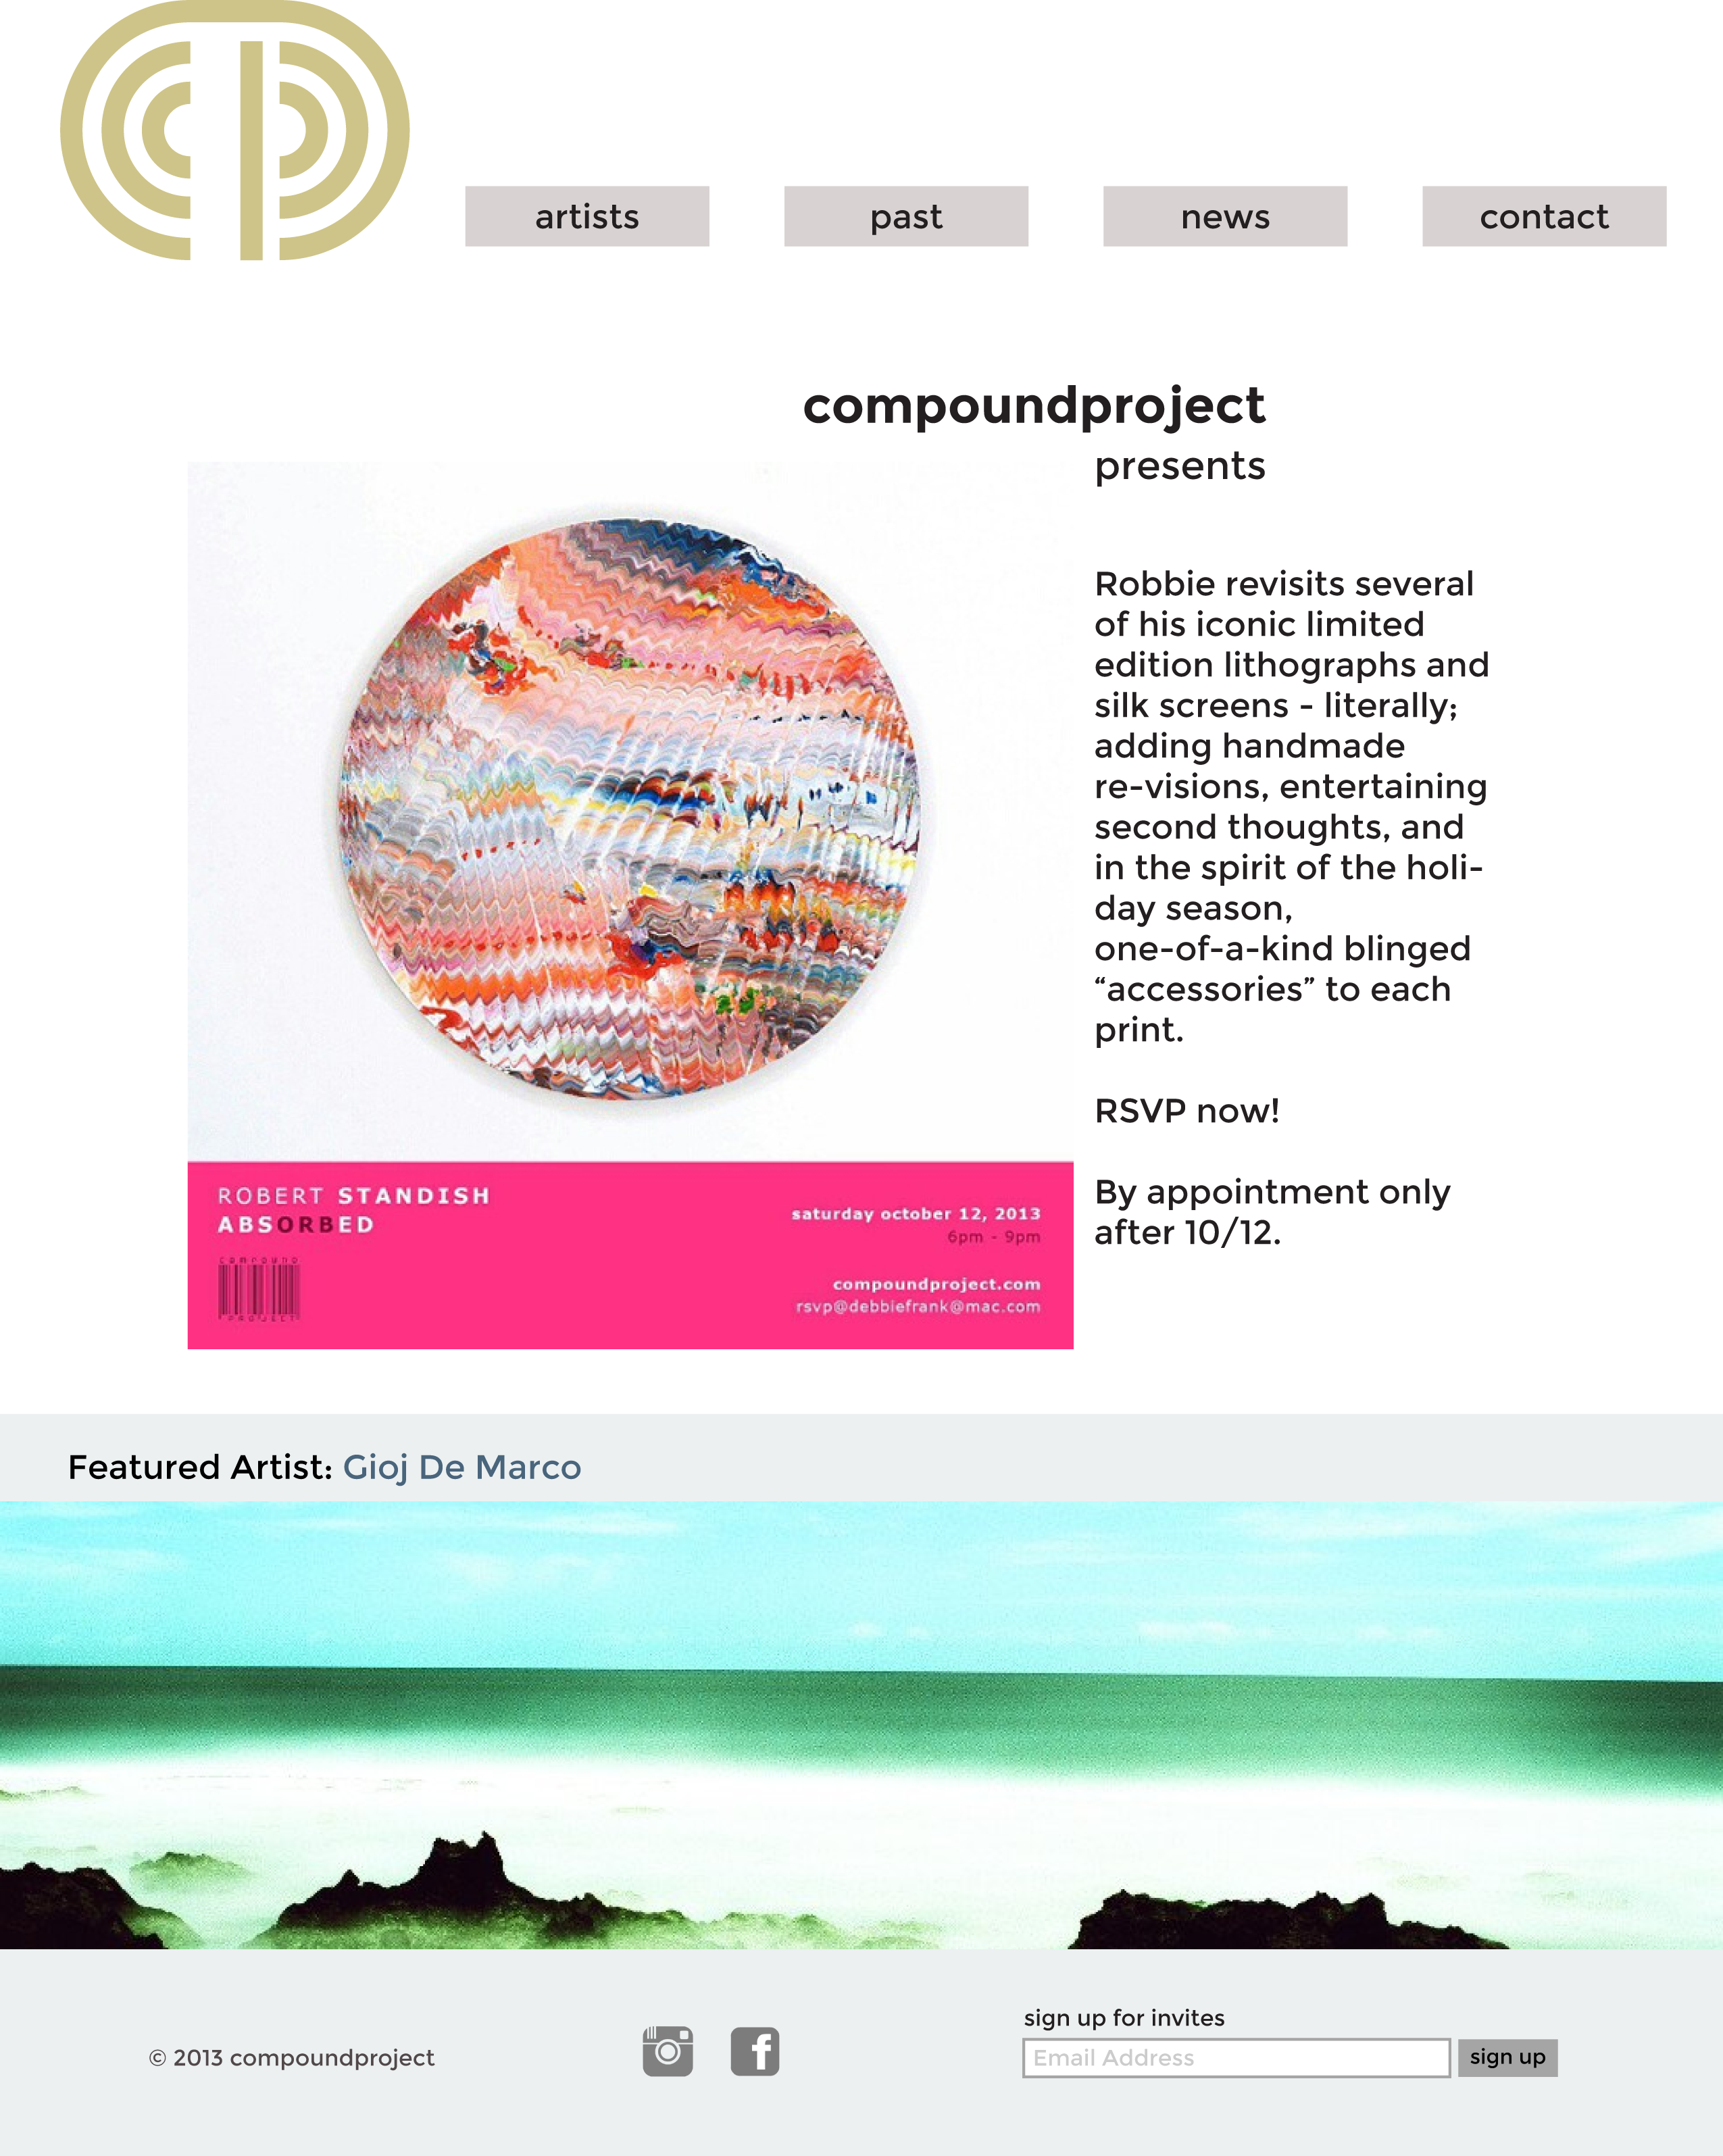 artists
past
news
contact
compoundproject
presents
Robbie revisits several
of his iconic limited
edition lithographs and
silk screens - literally;
adding handmade
re-visions, entertaining
second thoughts, and
in the spirit of the holi-
day season,
one-of-a-kind blinged
“accessories” to each
print.
RSVP now!
By appointment only
after 10/12.
ROBERT STANDISH
ABSORBED
compound
PROJECT
saturday october 12, 2013
6pm - 9pm
compoundproject.com
rsvp@debbiefrank@mac.com
Featured Artist: Gioj De Marco
© 2013 compoundproject
sign up for invites
Email Address
sign up